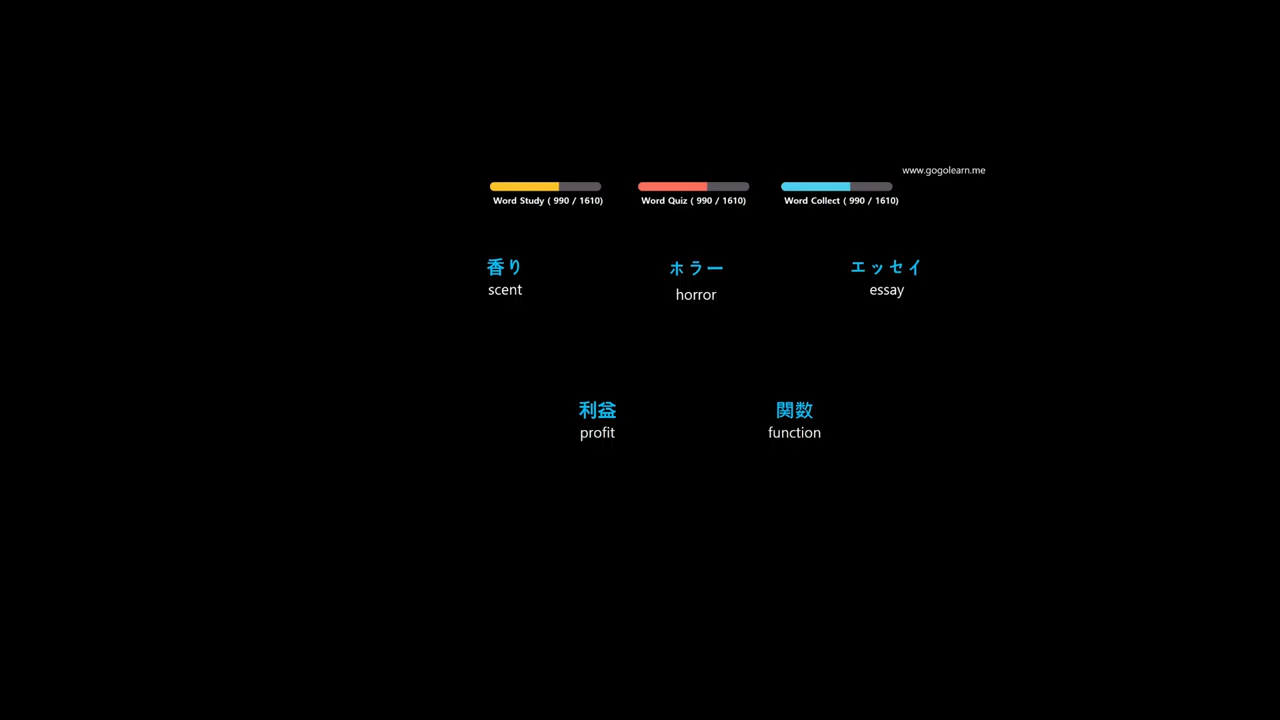 www.gogolearn.me
Word Study ( 990 / 1610)
Word Quiz ( 990 / 1610)
Word Collect ( 990 / 1610)
香り
scent
ホラー
horror
エッセイ
essay
利益
profit
関数
function